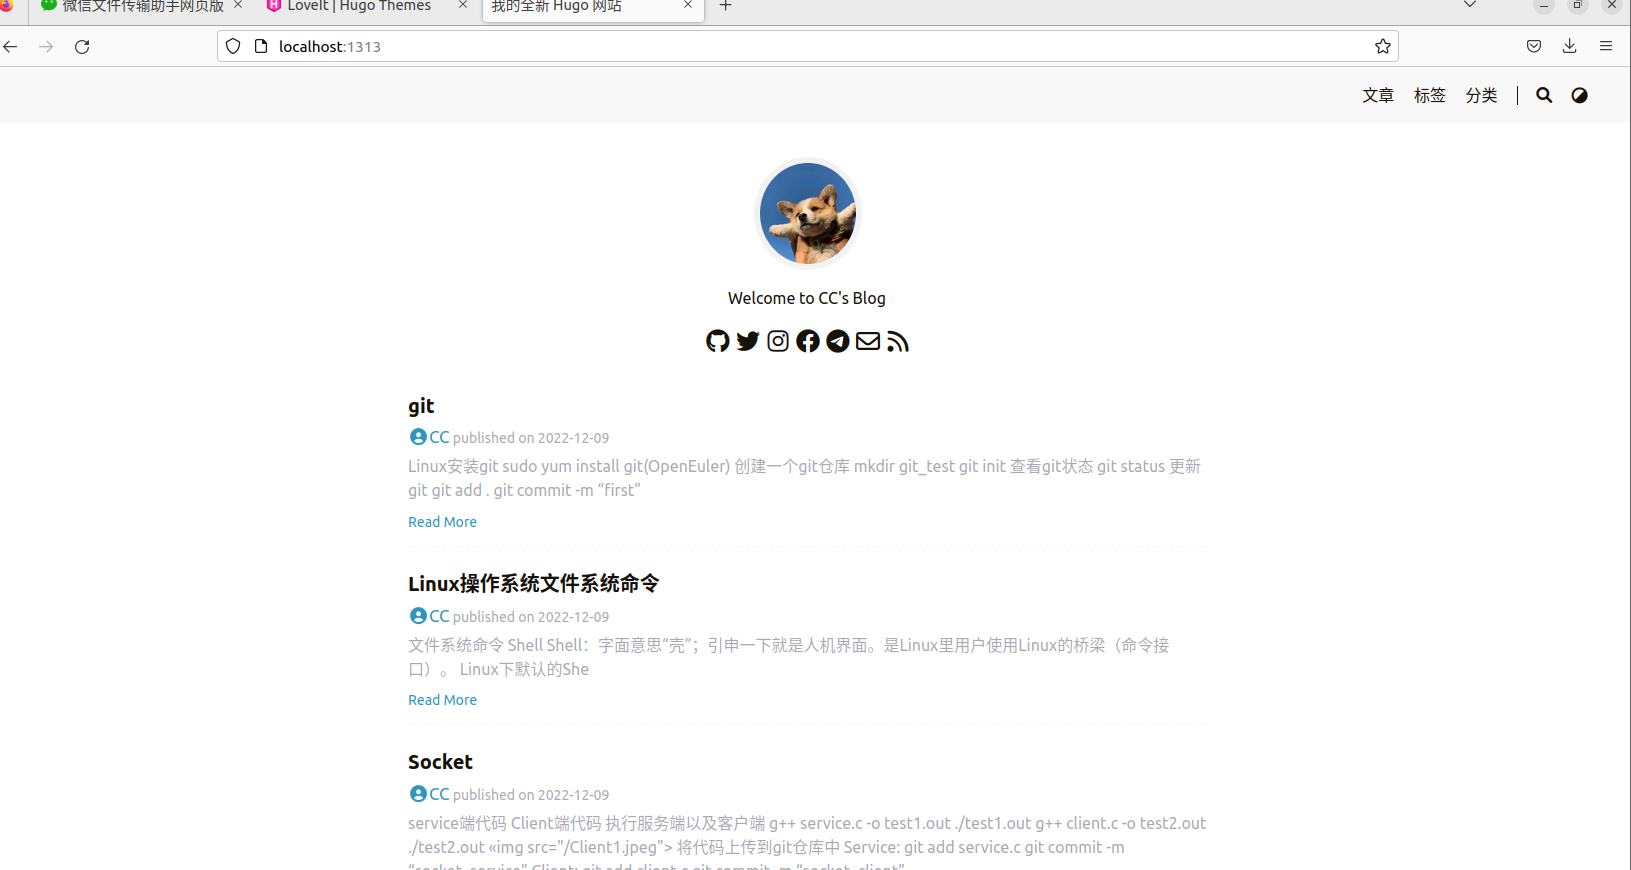 微信文件传输助手网页版
LoveIt | Hugo Themes
我的全新 Hugo 网站
localhost:1313
文章 标签 分类
Welcome to CC's Blog
git
CC published on 2022-12-09
Linux安装git sudo yum install git(OpenEuler) 创建一个git仓库 mkdir git_test git init 查看git状态 git status 更新
git git add . git commit -m “first”
Read More
Linux操作系统文件系统命令
CC published on 2022-12-09
文件系统命令 Shell Shell：字面意思“壳”；引申一下就是人机界面。是Linux里用户使用Linux的桥梁（命令接
口）。 Linux下默认的She
Read More
Socket
CC published on 2022-12-09
service端代码 Client端代码 执行服务端以及客户端 g++ service.c -o test1.out ./test1.out g++ client.c -o test2.out
./test2.out «img src="/Client1.jpeg"> 将代码上传到git仓库中 Service: git add service.c git commit -m
“socket_service” Client: git add client.c git commit -m “socket_client”